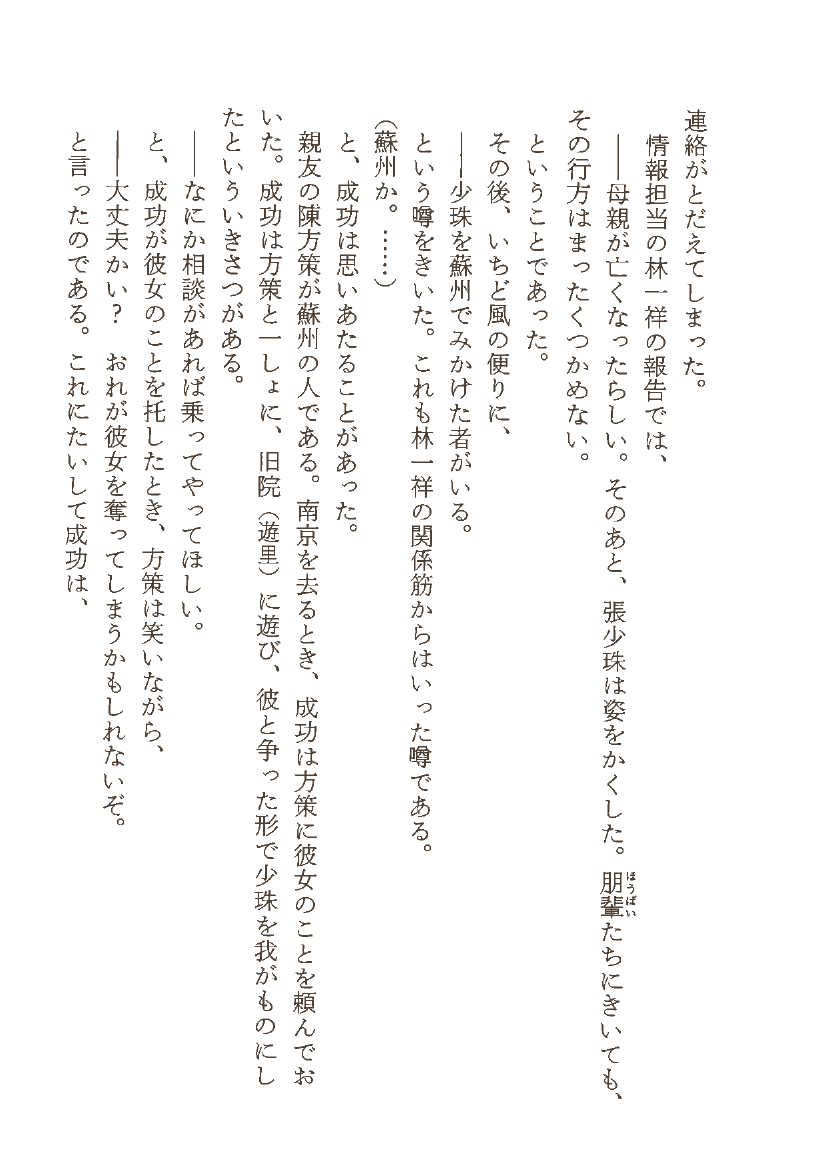 連絡がとだえてしまった。
情報担当の林一祥の報告では、
――母親が亡くなったらしい。そのあと、張少珠は姿をかくした。朋輩たちにきいても、
ほうばい
その行方はまったくつかめない。
ということであった。
その後、いちど風の便りに、
――少珠を蘇州でみかけた者がいる。
という噂をきいた。これも林一祥の関係筋からはいった噂である。
（蘇州か。……）
と、成功は思いあたることがあった。
親友の陳方策が蘇州の人である。南京を去るとき、成功は方策に彼女のことを頼んでお
いた。成功は方策と一しょに、旧院（遊里）に遊び、彼と争った形で少珠を我がものにし
たといういきさつがある。
――なにか相談があれば乗ってやってほしい。
と、成功が彼女のことを托したとき、方策は笑いながら、
――大丈夫かい？　おれが彼女を奪ってしまうかもしれないぞ。
と言ったのである。これにたいして成功は、